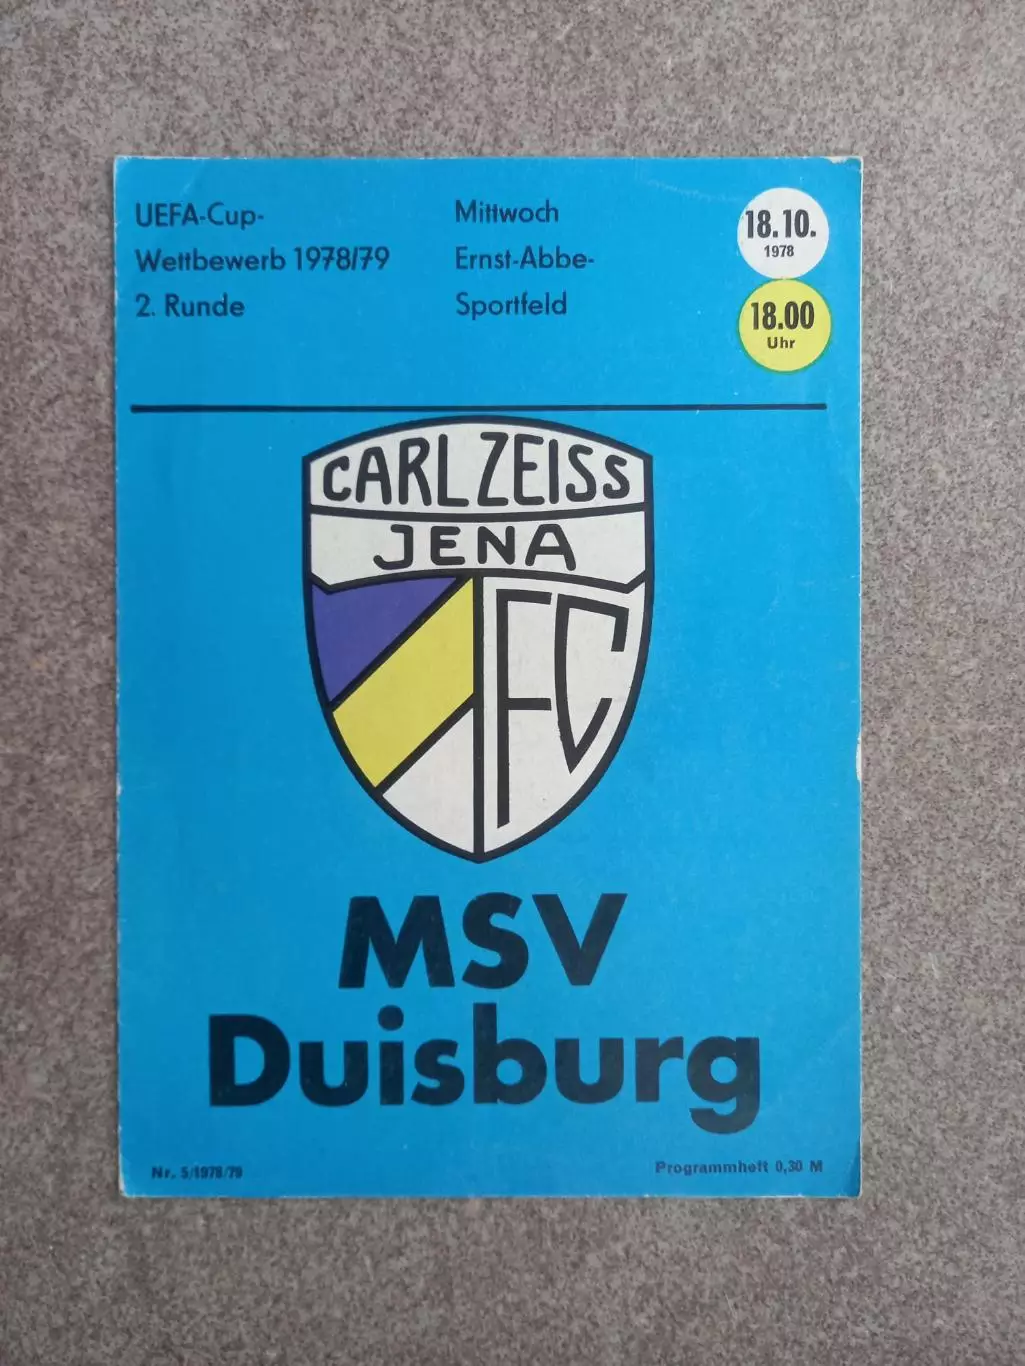 UEFA-Cup-
Wettbewerb 1978/79
2. Runde
Mittwoch
Ernst-Abbe-
Sportfeld
18.10.
1978
18.00
Uhr
CARL ZEISS
JENA
FC
MSV
Duisburg
Nr. 5/1978/79
Programmheft 0,30 M